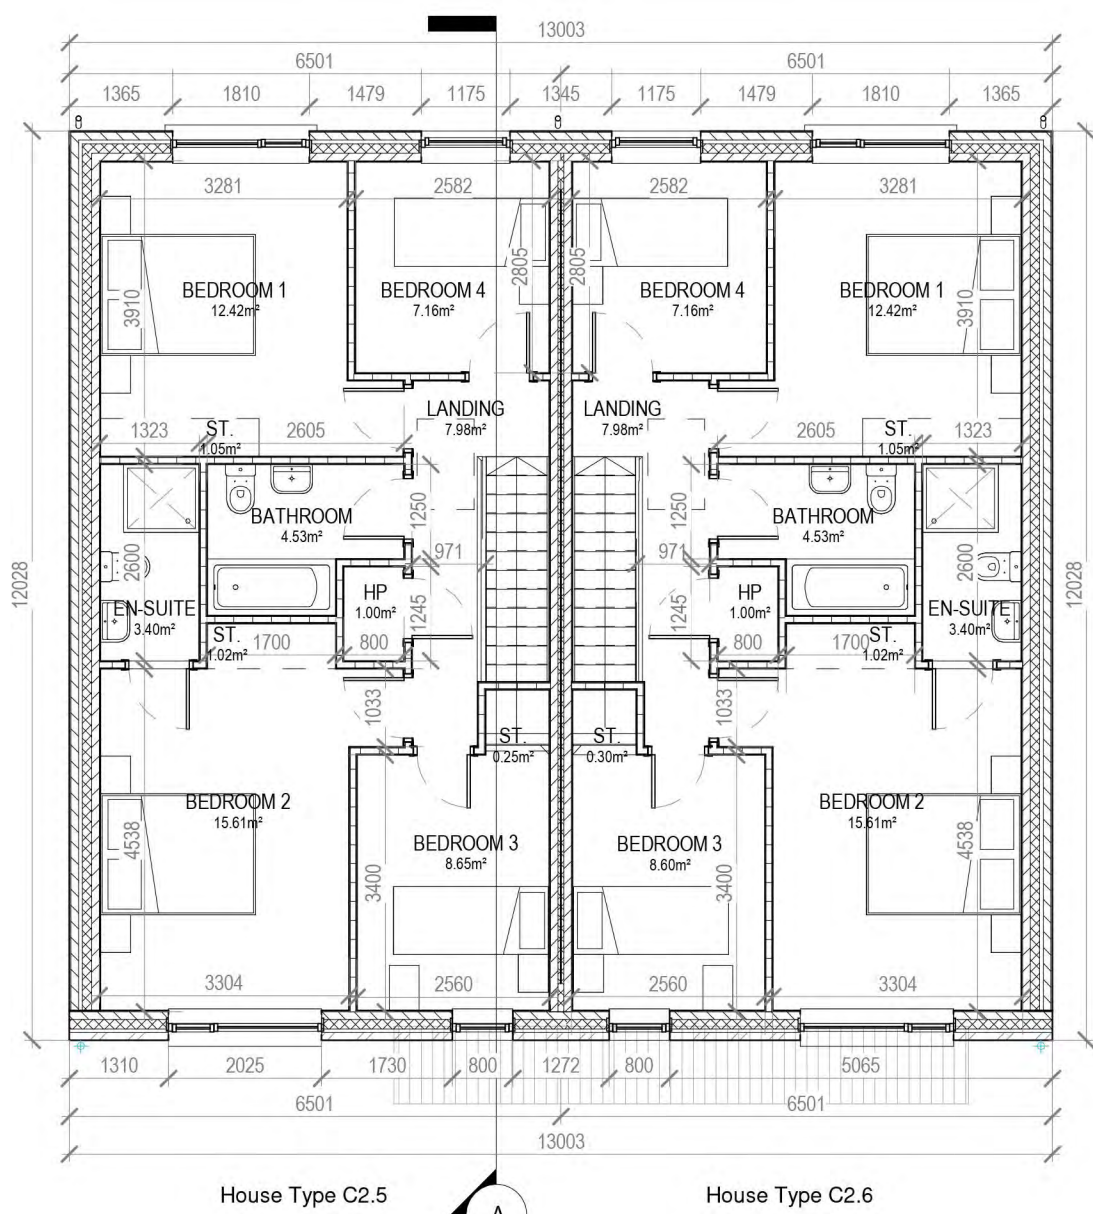 13003
6501 6501
1365 1810 1479 1175 1345 1175 1479 1810 1365
3281 2582 2582 3281
2805 2805
BEDROOM 1 BEDROOM 4 BEDROOM 4 BEDROOM 1
12.42m² 7.16m² 7.16m² 12.42m²
3910 3910
LANDING LANDING
7.98m² 7.98m²
ST. ST.
1323 2605 2605 1323
1.05m² 1.05m²
1250 1250
BATHROOM BATHROOM
4.53m² 4.53m²
971 971
2600 2600
12028 12028
HP HP
1.00m² 1.00m²
1245 1245
EN-SUITE EN-SUITE
3.40m² 3.40m²
ST. ST.
1700 800 800 1700
1.02m² 1.02m²
1033 1033
ST. ST.
0.25m² 0.30m²
BEDROOM 2 BEDROOM 2
15.61m² 15.61m²
4538 4538
BEDROOM 3 BEDROOM 3
8.65m² 8.60m²
3400 3400
3304 2560 2560 3304
1310 2025 1730 800 1272 800 5065
6501 6501
13003
House Type C2.5 House Type C2.6
A